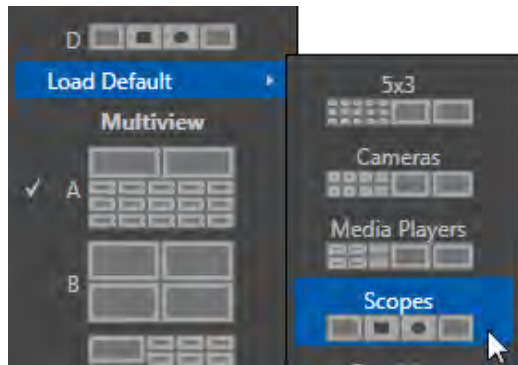 D
Load Default
Multiview
A
B
5x3
Cameras
Media Players
Scopes